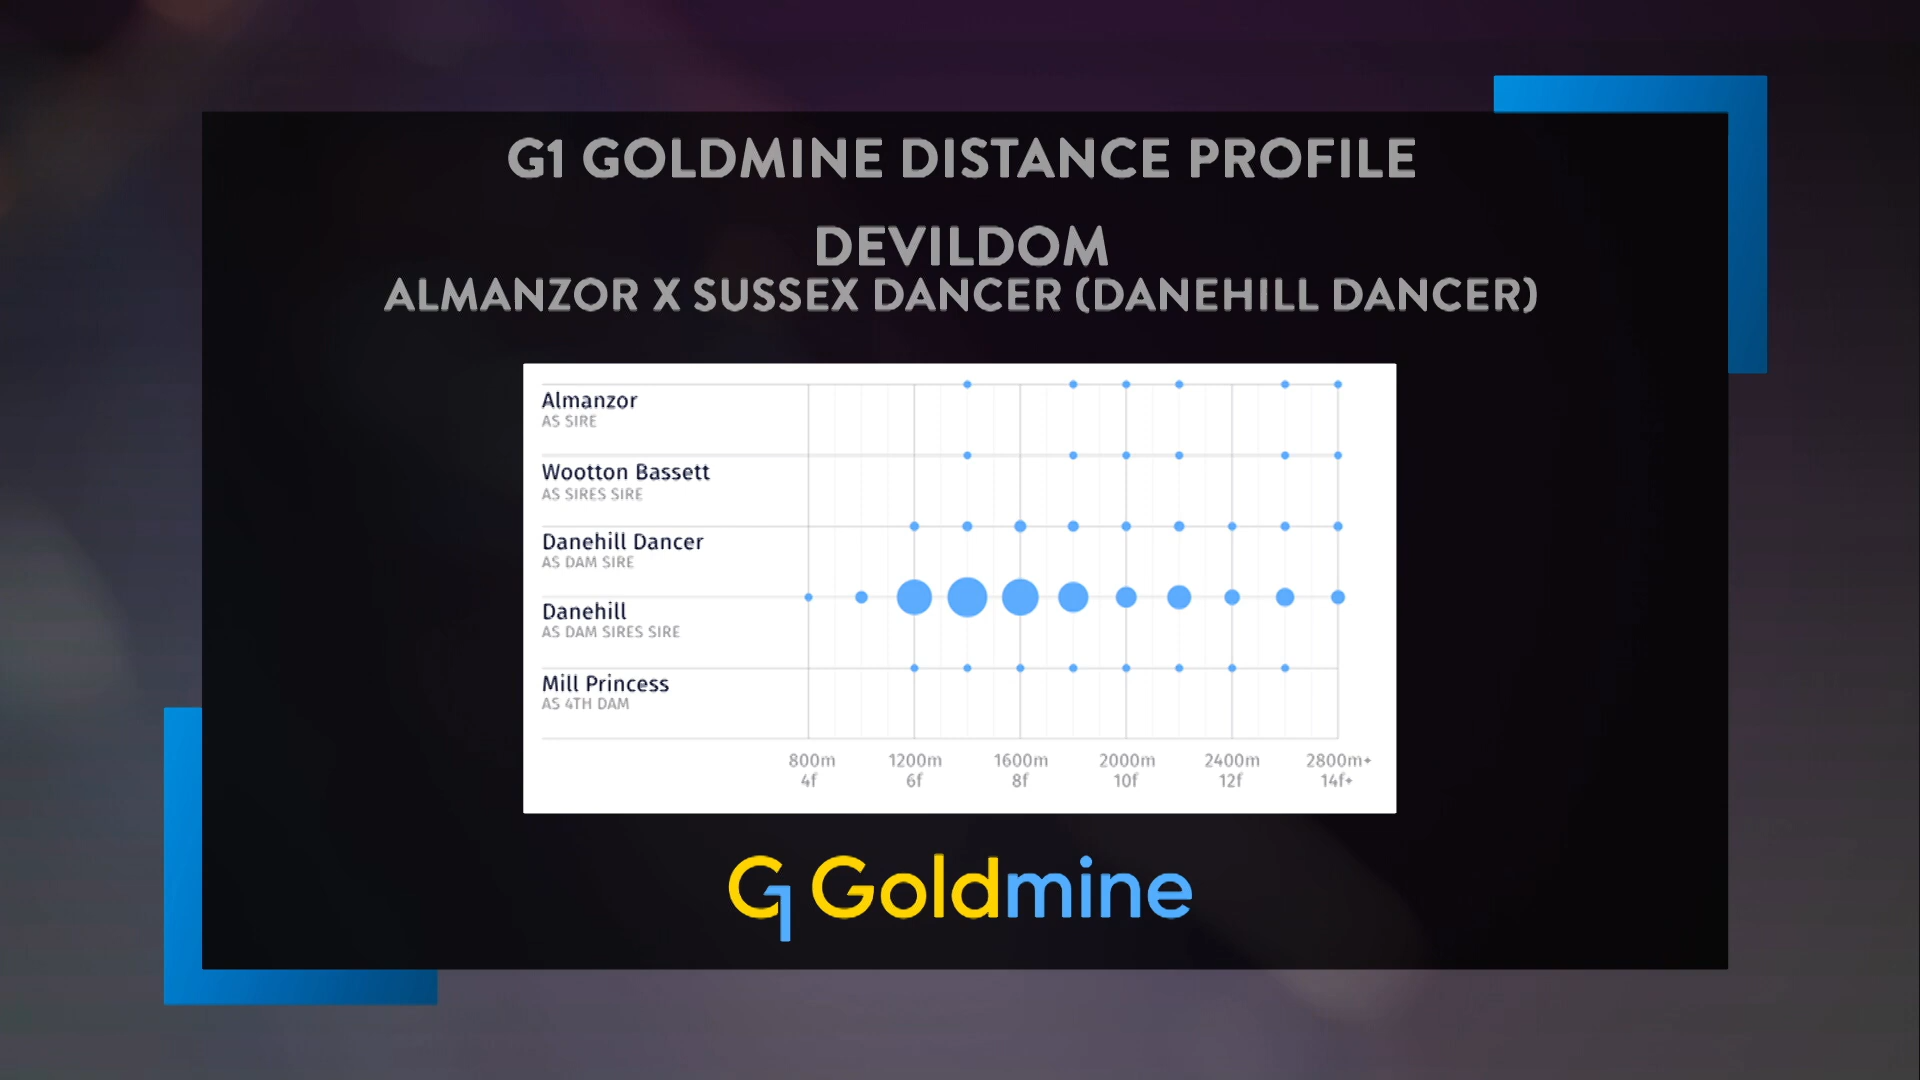 G1 GOLDMINE DISTANCE PROFILE
DEVILDOM
ALMANZOR X SUSSEX DANCER (DANEHILL DANCER)
Almanzor
AS SIRE
Wootton Bassett
AS SIRES SIRE
Danehill Dancer
AS DAM SIRE
Danehill
AS DAM SIRES SIRE
Mill Princess
AS 4TH DAM
800m 1200m 1600m 2000m 2400m 2800m+
4f 6f 8f 10f 12f 14f+
G1 Goldmine